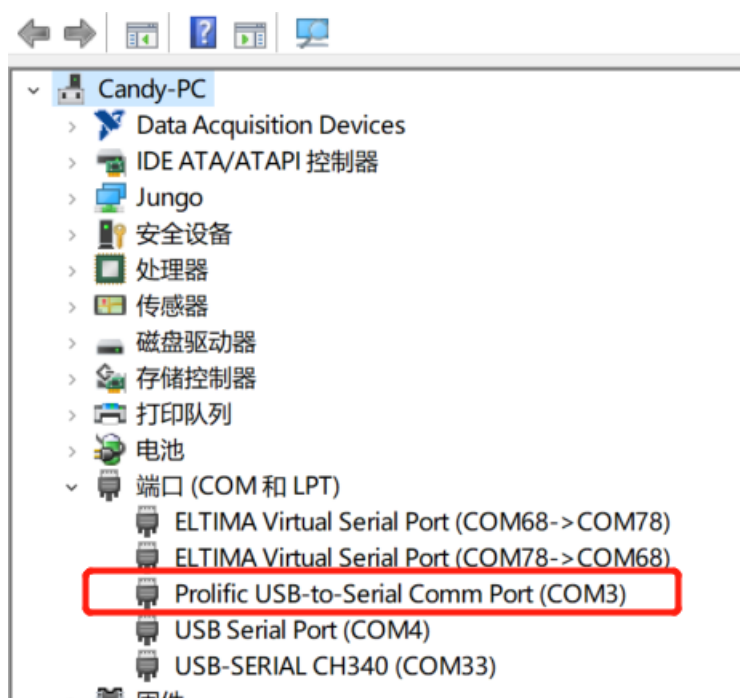 Candy-PC
Data Acquisition Devices
IDE ATA/ATAPI 控制器
Jungo
安全设备
处理器
传感器
磁盘驱动器
存储控制器
打印队列
电池
端口 (COM 和 LPT)
ELTIMA Virtual Serial Port (COM68->COM78)
ELTIMA Virtual Serial Port (COM78->COM68)
Prolific USB-to-Serial Comm Port (COM3)
USB Serial Port (COM4)
USB-SERIAL CH340 (COM33)